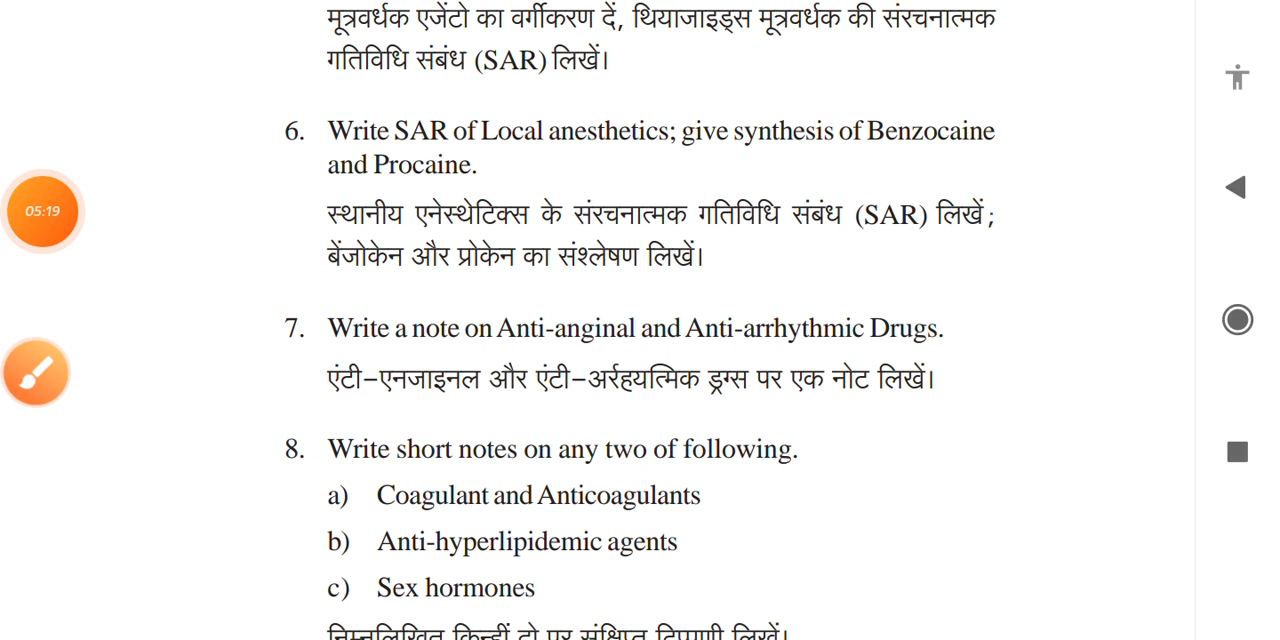 मूत्रवर्धक एजेंटो का वर्गीकरण दें, थियाजाइड्स मूत्रवर्धक की संरचनात्मक
गतिविधि संबंध (SAR) लिखें।
6. Write SAR of Local anesthetics; give synthesis of Benzocaine
and Procaine.
05:19
स्थानीय एनेस्थेटिक्स के संरचनात्मक गतिविधि संबंध (SAR) लिखें;
बेंजोकेन और प्रोकेन का संश्लेषण लिखें।
7. Write a note on Anti-anginal and Anti-arrhythmic Drugs.
एंटी-एनजाइनल और एंटी-अर्रहयत्मिक ड्रग्स पर एक नोट लिखें।
8. Write short notes on any two of following.
a) Coagulant and Anticoagulants
b) Anti-hyperlipidemic agents
c) Sex hormones
निम्नलिखित किन्हीं दो पर संक्षिप्त टिप्पणी लिखें।